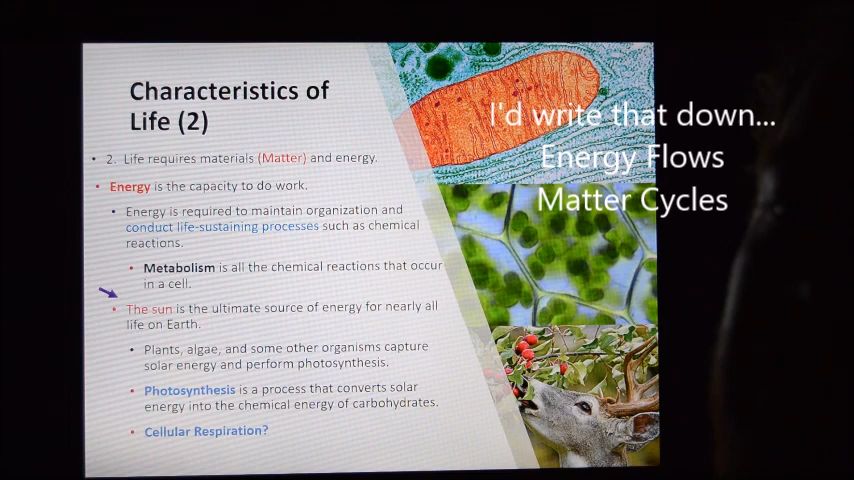 Characteristics of
Life (2)
• 2. Life requires materials (Matter) and energy.
• Energy is the capacity to do work.
• Energy is required to maintain organization and
conduct life-sustaining processes such as chemical
reactions.
• Metabolism is all the chemical reactions that occur
in a cell.
• The sun is the ultimate source of energy for nearly all
life on Earth.
• Plants, algae, and some other organisms capture
solar energy and perform photosynthesis.
• Photosynthesis is a process that converts solar
energy into the chemical energy of carbohydrates.
• Cellular Respiration?
I'd write that down...
Energy Flows
Matter Cycles